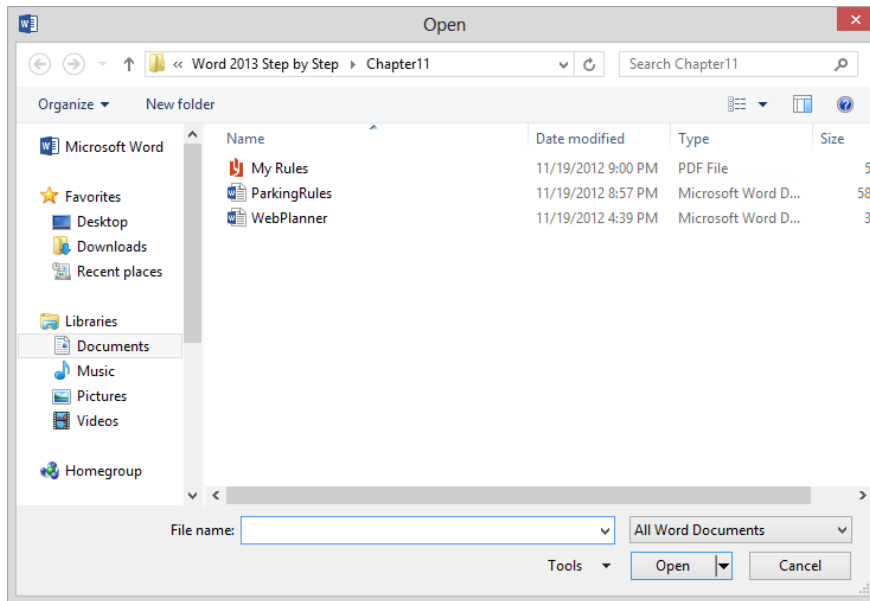 Open
« Word 2013 Step by Step Chapter11 Search Chapter11
Organize New folder
Name Date modified Type Size
Microsoft Word
My Rules 11/19/2012 9:00 PM PDF File 5
ParkingRules 11/19/2012 8:57 PM Microsoft Word D... 58
WebPlanner 11/19/2012 4:39 PM Microsoft Word D... 3
Favorites
Desktop
Downloads
Recent places
Libraries
Documents
Music
Pictures
Videos
Homegroup
File name: All Word Documents
Tools Open Cancel